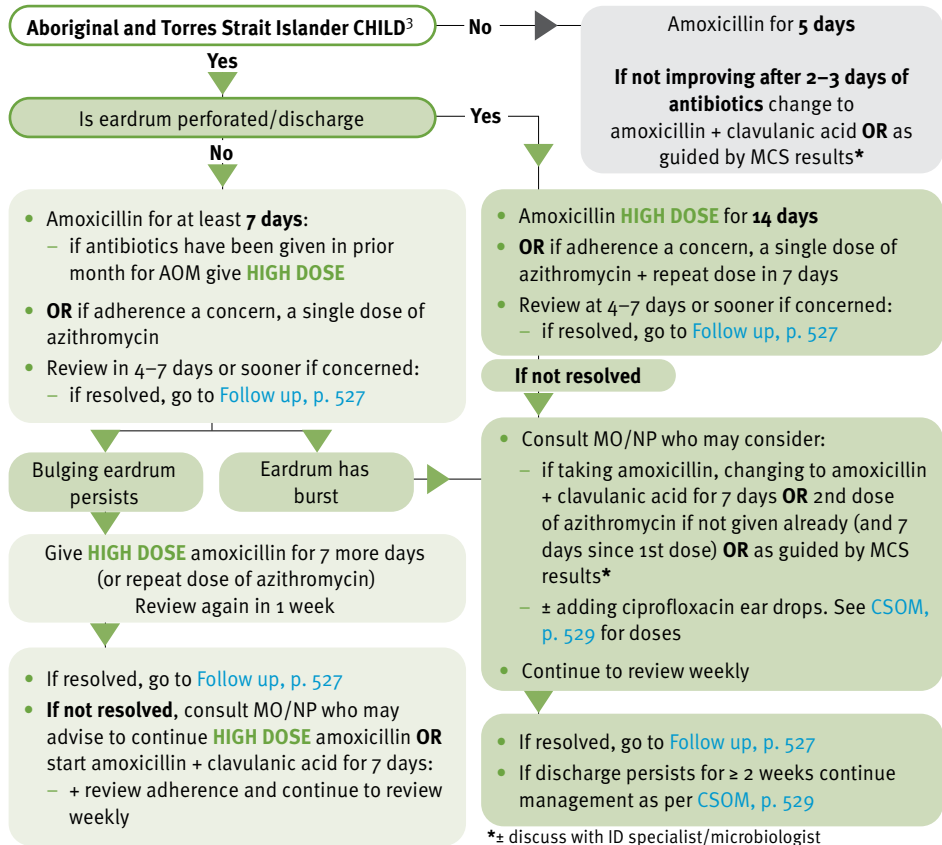 Aboriginal and Torres Strait Islander CHILD³
No
Amoxicillin for 5 days
If not improving after 2–3 days of
antibiotics change to
amoxicillin + clavulanic acid OR as
guided by MCS results*
Yes
Is eardrum perforated/discharge
Yes
No
• Amoxicillin for at least 7 days:
– if antibiotics have been given in prior
month for AOM give HIGH DOSE
• OR if adherence a concern, a single dose of
azithromycin
• Review in 4–7 days or sooner if concerned:
– if resolved, go to Follow up, p. 527
• Amoxicillin HIGH DOSE for 14 days
• OR if adherence a concern, a single dose of
azithromycin + repeat dose in 7 days
• Review at 4–7 days or sooner if concerned:
– if resolved, go to Follow up, p. 527
If not resolved
Bulging eardrum
persists
Eardrum has
burst
• Consult MO/NP who may consider:
– if taking amoxicillin, changing to amoxicillin
+ clavulanic acid for 7 days OR 2nd dose
of azithromycin if not given already (and 7
days since 1st dose) OR as guided by MCS
results*
– ± adding ciprofloxacin ear drops. See CSOM,
p. 529 for doses
• Continue to review weekly
Give HIGH DOSE amoxicillin for 7 more days
(or repeat dose of azithromycin)
Review again in 1 week
• If resolved, go to Follow up, p. 527
• If not resolved, consult MO/NP who may
advise to continue HIGH DOSE amoxicillin OR
start amoxicillin + clavulanic acid for 7 days:
– + review adherence and continue to review
weekly
• If resolved, go to Follow up, p. 527
• If discharge persists for ≥ 2 weeks continue
management as per CSOM, p. 529
*± discuss with ID specialist/microbiologist